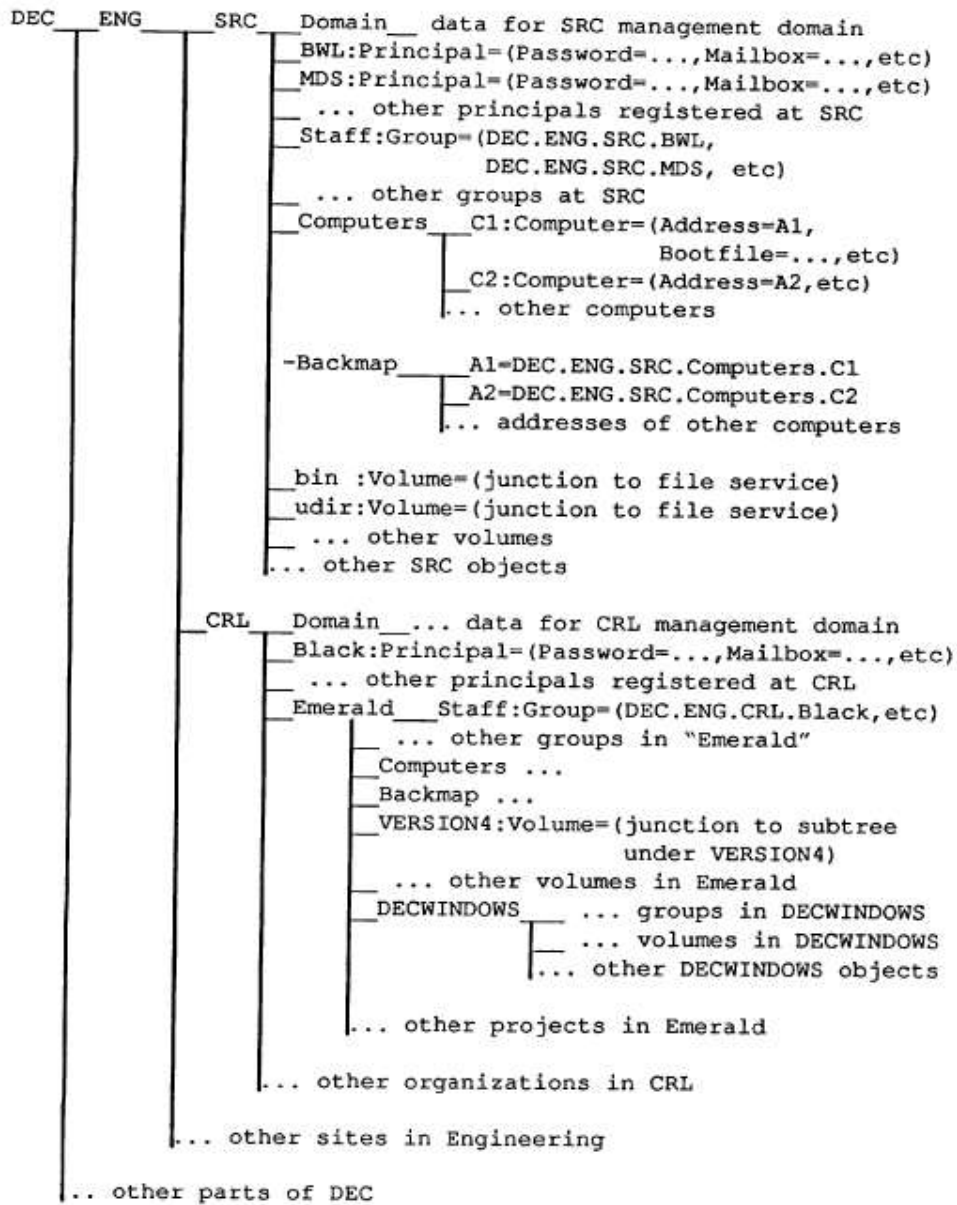 DEC ENG SRC Domain__ data for SRC management domain
BWL:Principal=(Password=...,Mailbox=...,etc)
MDS:Principal=(Password=...,Mailbox=...,etc)
... other principals registered at SRC
Staff:Group=(DEC.ENG.SRC.BWL,
DEC.ENG.SRC.MDS, etc)
... other groups at SRC
Computers C1:Computer=(Address=A1,
Bootfile=...,etc)
C2:Computer=(Address=A2,etc)
... other computers
-Backmap A1=DEC.ENG.SRC.Computers.C1
A2=DEC.ENG.SRC.Computers.C2
... addresses of other computers
bin :Volume=(junction to file service)
udir:Volume=(junction to file service)
... other volumes
... other SRC objects
CRL Domain__... data for CRL management domain
Black:Principal=(Password=...,Mailbox=...,etc)
... other principals registered at CRL
Emerald Staff:Group=(DEC.ENG.CRL.Black,etc)
... other groups in "Emerald"
Computers ...
Backmap ...
VERSION4:Volume=(junction to subtree
under VERSION4)
... other volumes in Emerald
DECWINDOWS ... groups in DECWINDOWS
... volumes in DECWINDOWS
... other DECWINDOWS objects
... other projects in Emerald
... other organizations in CRL
... other sites in Engineering
.. other parts of DEC